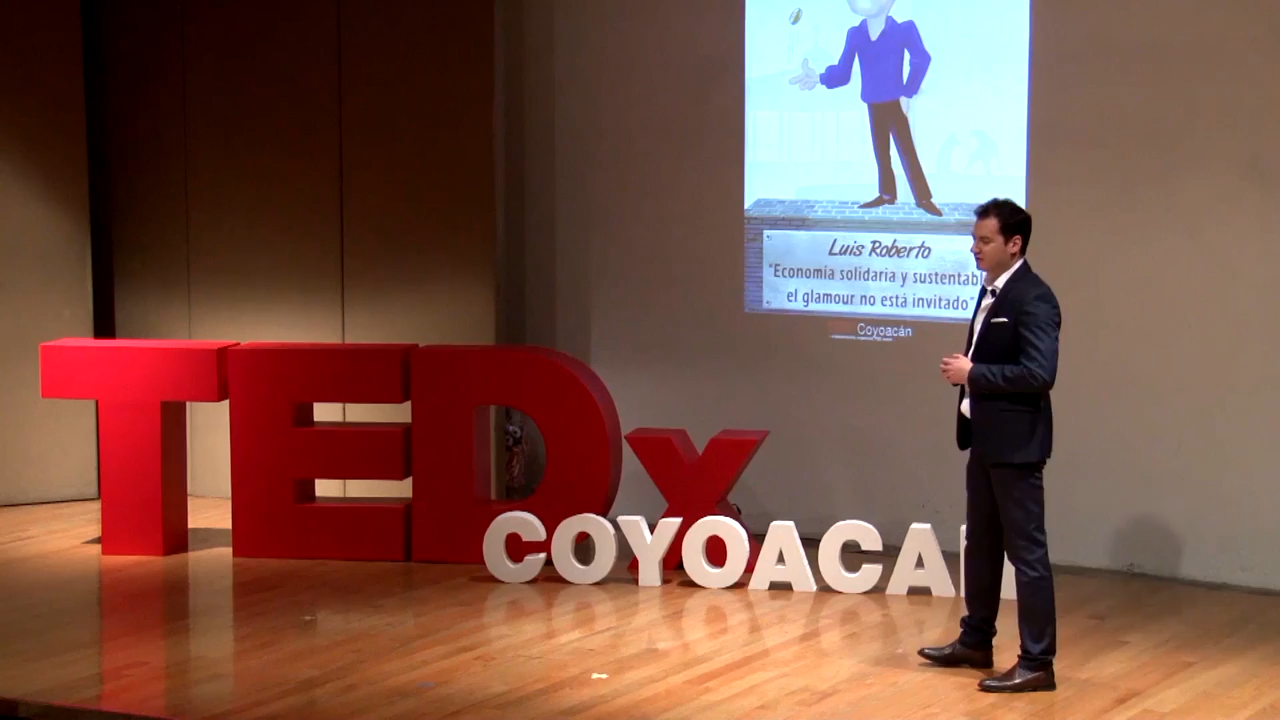 Luis Roberto
"Economía solidaria y sustentabl
el glamour no está invitado"
Coyoacán
TEDx
COYOACA